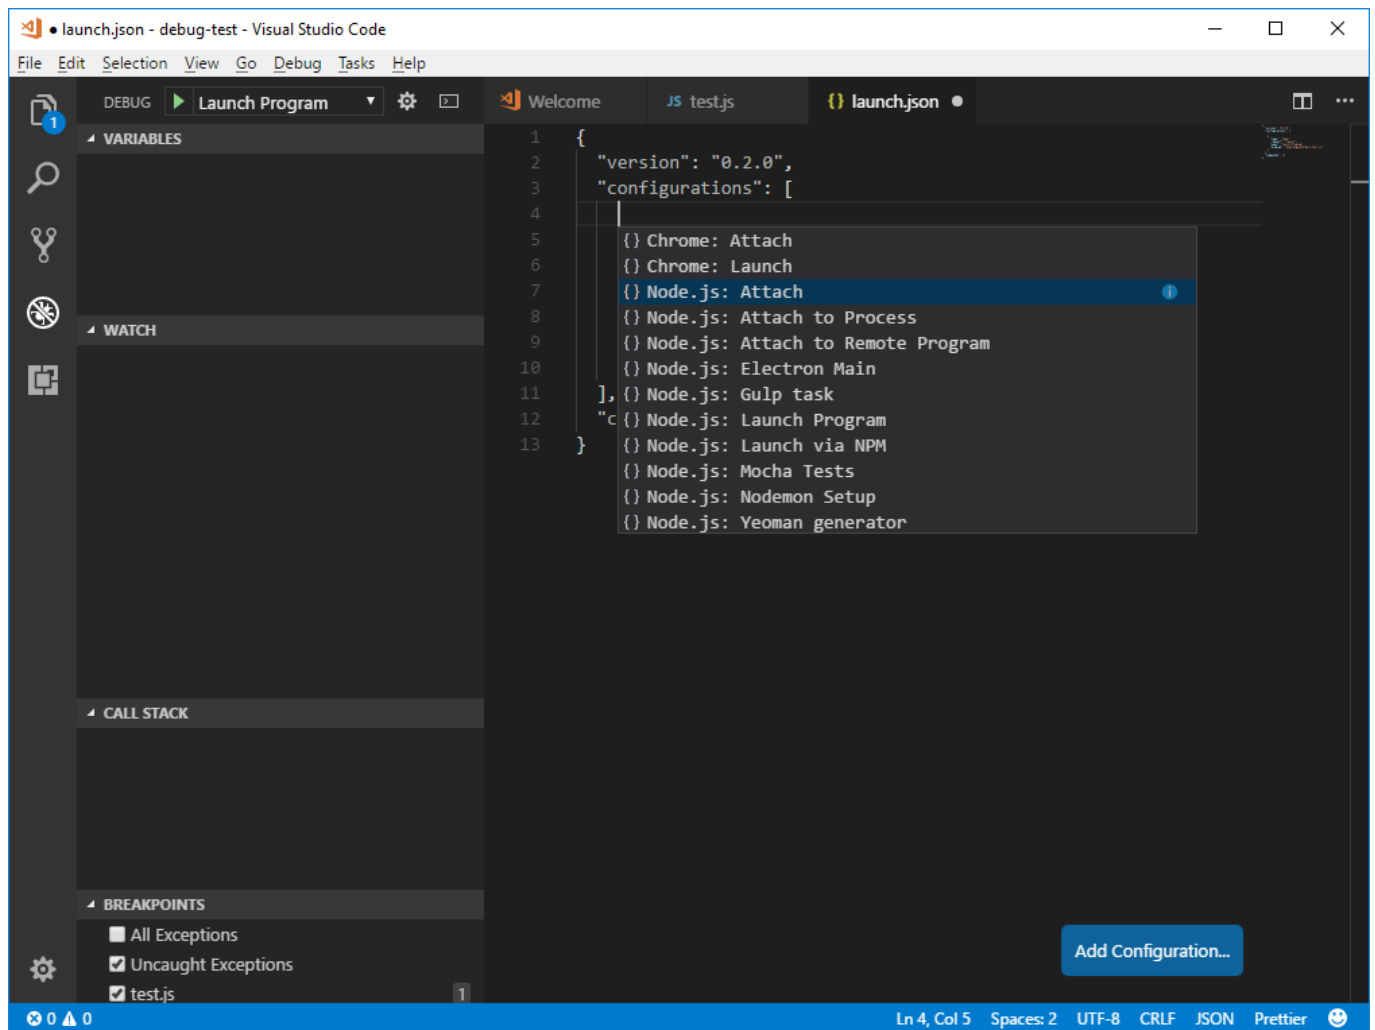 ● launch.json - debug-test - Visual Studio Code
File Edit Selection View Go Debug Tasks Help
DEBUG Launch Program
Welcome
JS test.js
{} launch.json ●
1
VARIABLES
WATCH
CALL STACK
BREAKPOINTS
All Exceptions
Uncaught Exceptions
test.js 1
1 {
2 "version": "0.2.0",
3 "configurations": [
4
5 {} Chrome: Attach
6 {} Chrome: Launch
7 {} Node.js: Attach
8 {} Node.js: Attach to Process
9 {} Node.js: Attach to Remote Program
10 {} Node.js: Electron Main
11 ], {} Node.js: Gulp task
12 "c {} Node.js: Launch Program
13 } {} Node.js: Launch via NPM
{} Node.js: Mocha Tests
{} Node.js: Nodemon Setup
{} Node.js: Yeoman generator
Add Configuration...
0 0 Ln 4, Col 5 Spaces: 2 UTF-8 CRLF JSON Prettier